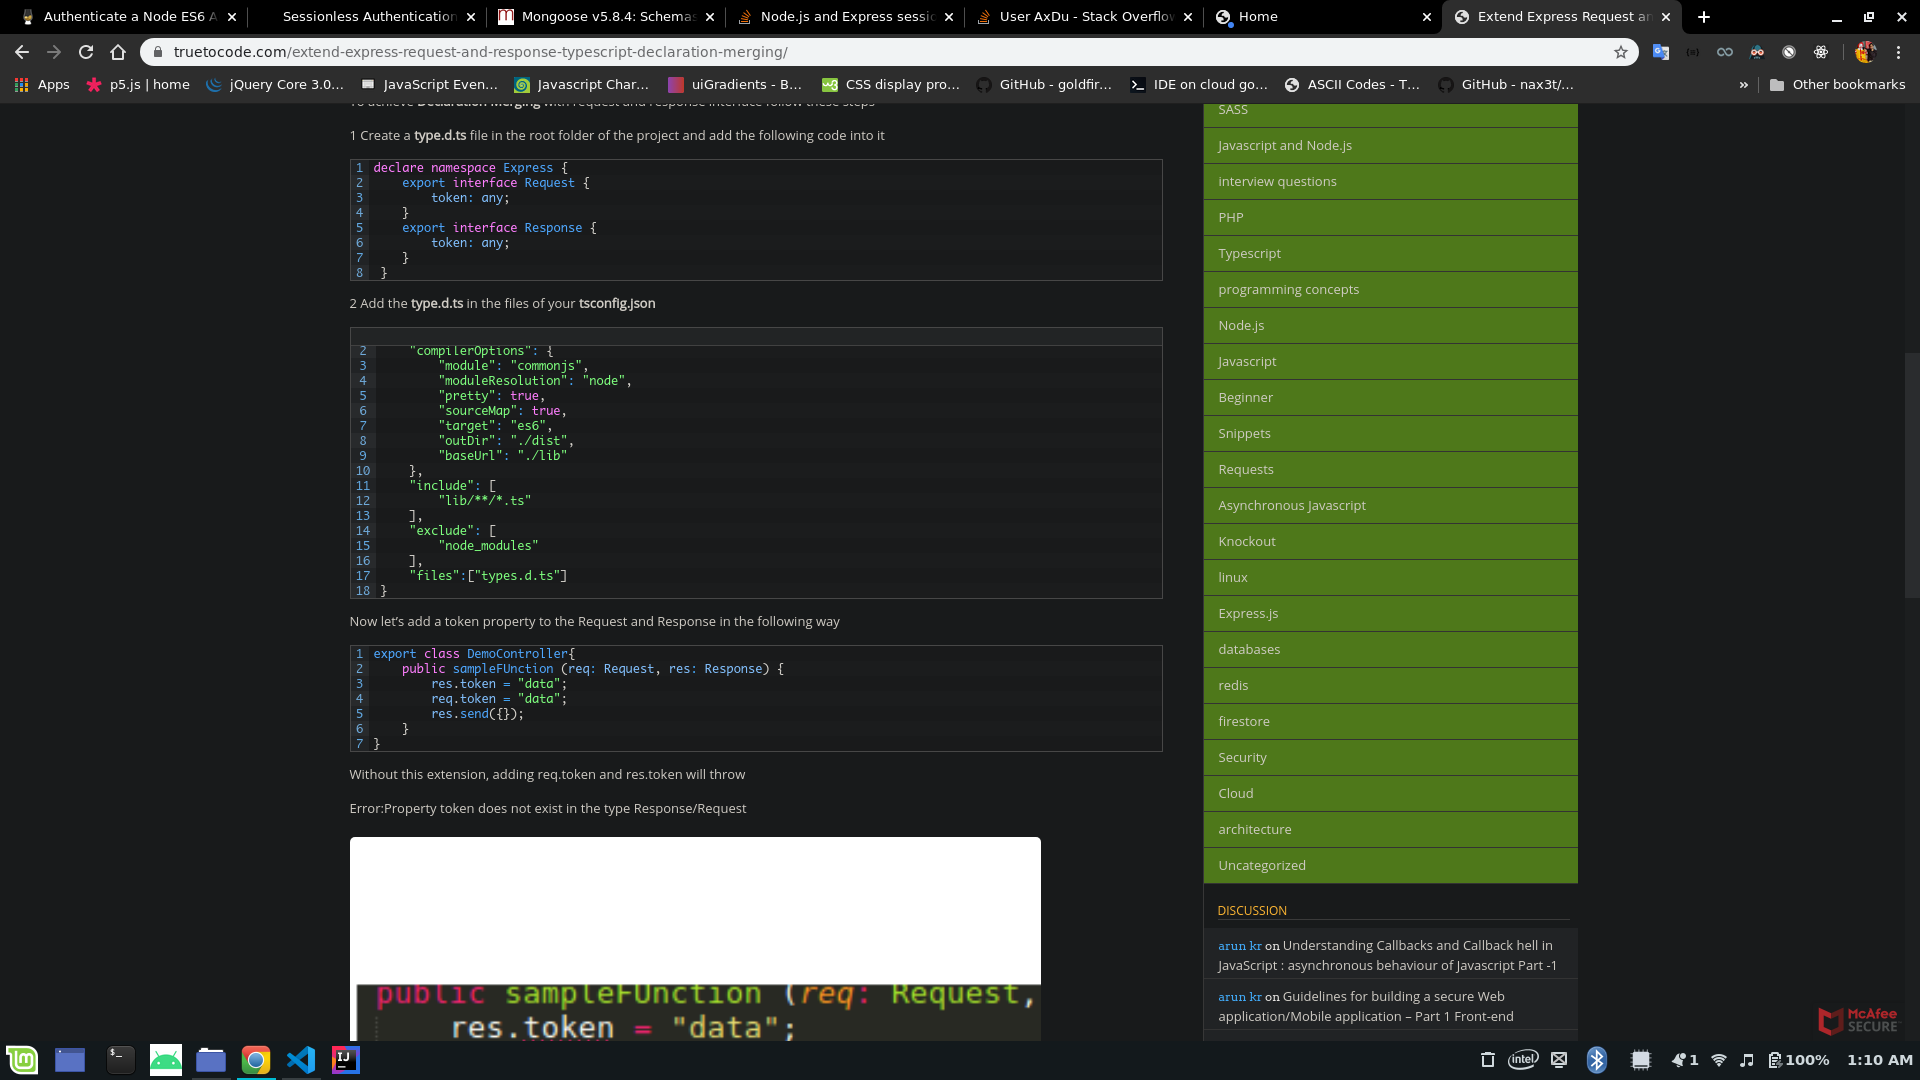 Authenticate a Node ES6 A
Sessionless Authentication
Mongoose v5.8.4: Schemas
Node.js and Express sessio
User AxDu - Stack Overflow
Home
Extend Express Request an
truetocode.com/extend-express-request-and-response-typescript-declaration-merging/
Apps
p5.js | home
jQuery Core 3.0...
JavaScript Even...
Javascript Char...
uiGradients - B...
CSS display pro...
GitHub - goldfir...
IDE on cloud go...
ASCII Codes - T...
GitHub - nax3t/...
»
Other bookmarks
To achieve Declaration Merging with request and response interface follow these steps
1 Create a type.d.ts file in the root folder of the project and add the following code into it
1 declare namespace Express {
2 export interface Request {
3 token: any;
4 }
5 export interface Response {
6 token: any;
7 }
8 }
2 Add the type.d.ts in the files of your tsconfig.json
2 "compilerOptions": {
3 "module": "commonjs",
4 "moduleResolution": "node",
5 "pretty": true,
6 "sourceMap": true,
7 "target": "es6",
8 "outDir": "./dist",
9 "baseUrl": "./lib"
10 },
11 "include": [
12 "lib/**/*.ts"
13 ],
14 "exclude": [
15 "node_modules"
16 ],
17 "files":["types.d.ts"]
18 }
Now let’s add a token property to the Request and Response in the following way
1 export class DemoController{
2 public sampleFUnction (req: Request, res: Response) {
3 res.token = "data";
4 req.token = "data";
5 res.send({});
6 }
7 }
Without this extension, adding req.token and res.token will throw
Error:Property token does not exist in the type Response/Request
public sampleFUnction (req: Request,
res.token = "data";
SASS
Javascript and Node.js
interview questions
PHP
Typescript
programming concepts
Node.js
Javascript
Beginner
Snippets
Requests
Asynchronous Javascript
Knockout
linux
Express.js
databases
redis
firestore
Security
Cloud
architecture
Uncategorized
DISCUSSION
arun kr on Understanding Callbacks and Callback hell in
JavaScript : asynchronous behaviour of Javascript Part -1
arun kr on Guidelines for building a secure Web
application/Mobile application – Part 1 Front-end
McAfee
SECURE
IJ
intel
1
100%
1:10 AM